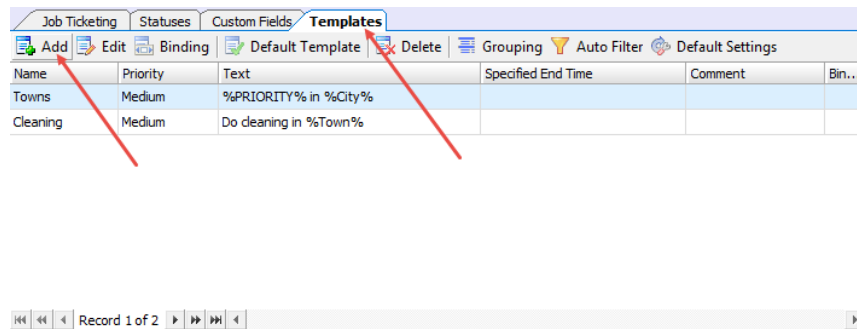 Job Ticketing Statuses Custom Fields Templates
Add Edit Binding Default Template Delete Grouping Auto Filter Default Settings
Name Priority Text Specified End Time Comment Bin...
Towns Medium %PRIORITY% in %City%
Cleaning Medium Do cleaning in %Town%
Record 1 of 2